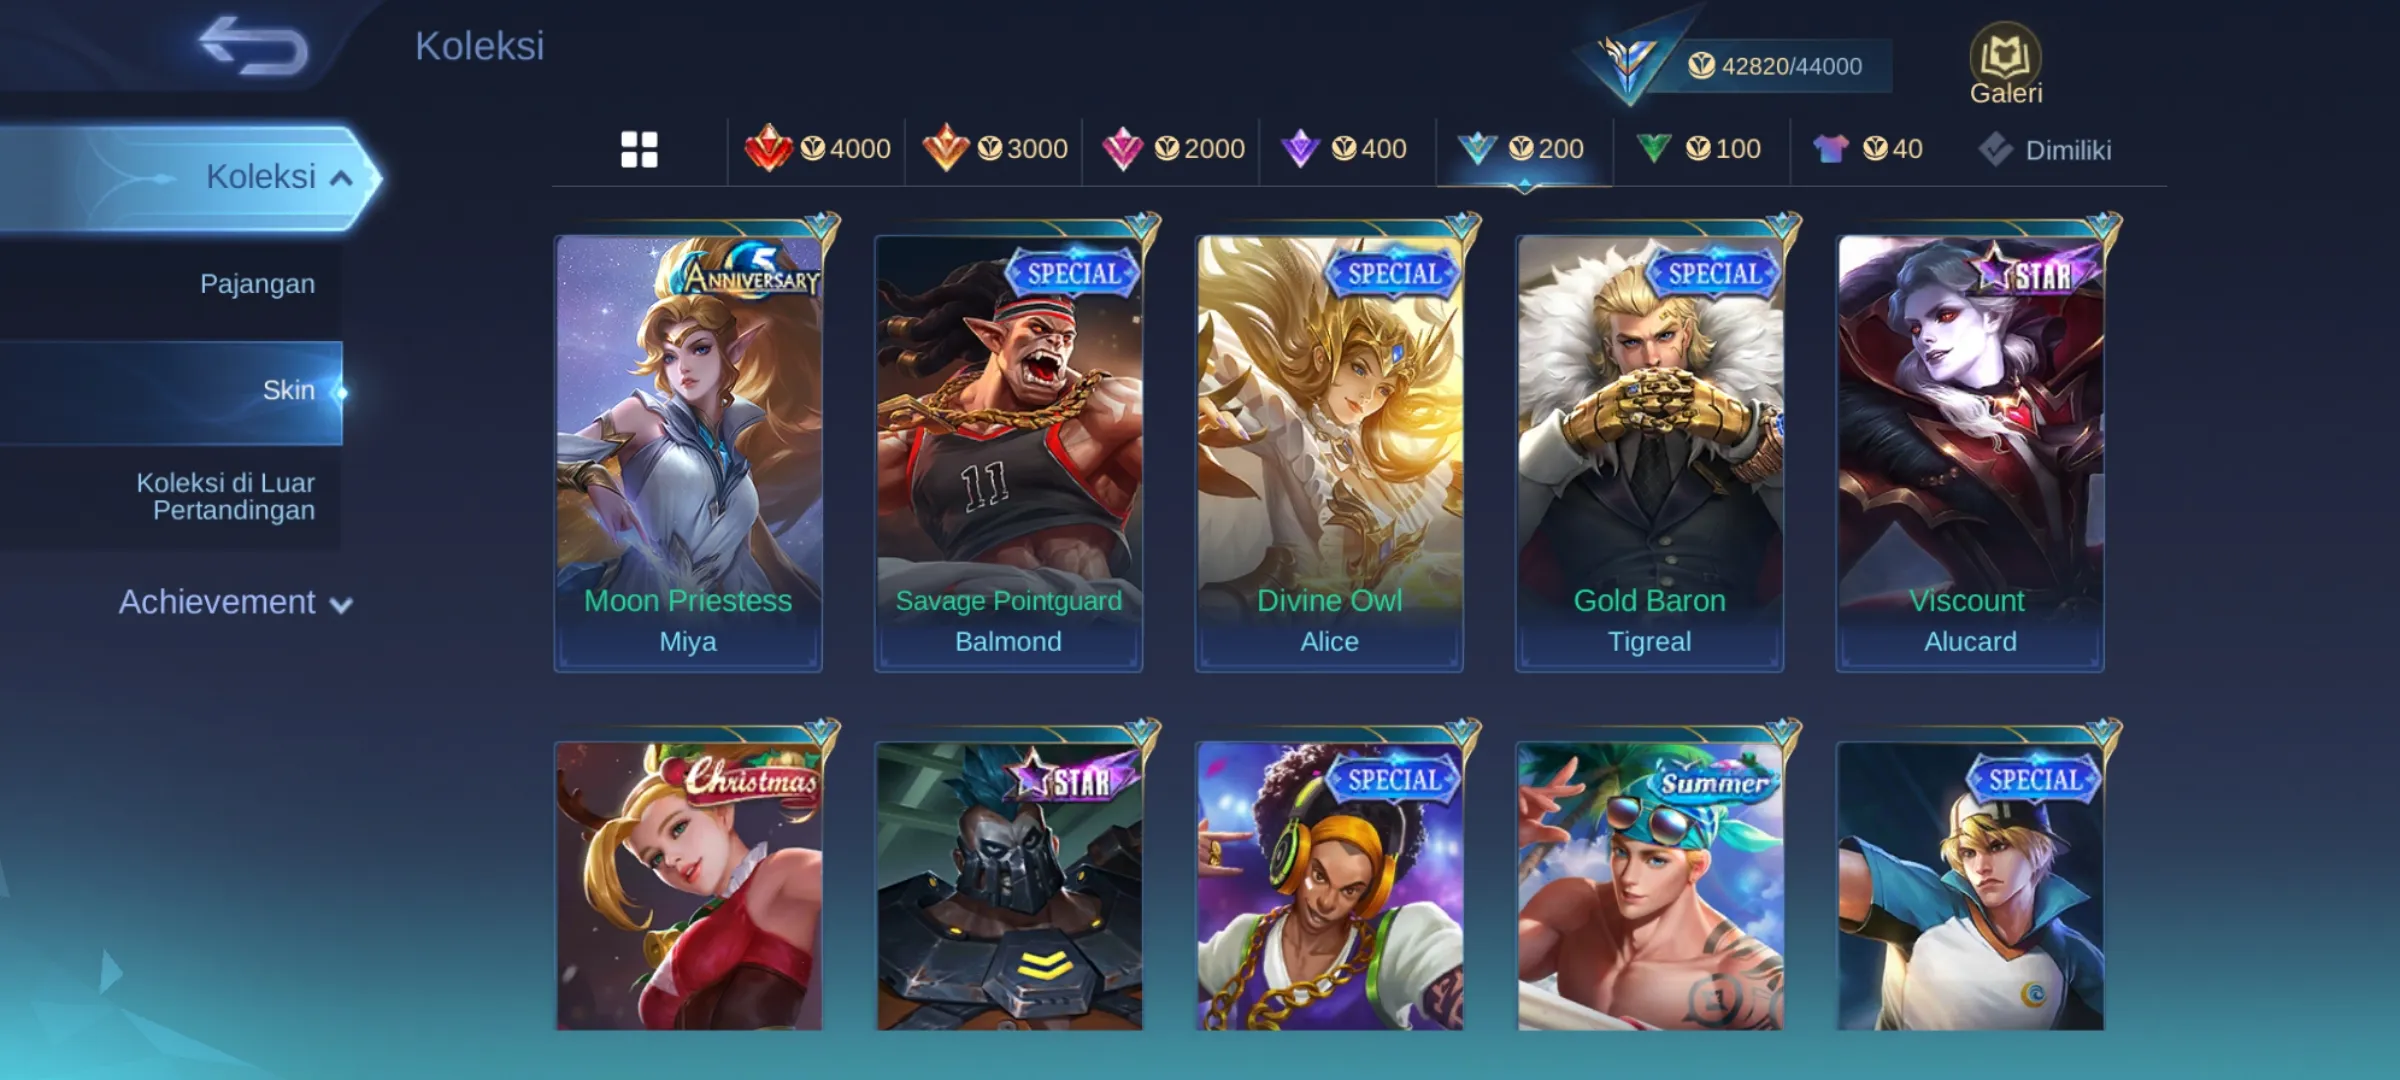 Koleksi
42820/44000
Galeri
Koleksi
4000
3000
2000
400
200
100
40
Dimiliki
Pajangan
Skin
Koleksi di Luar
Pertandingan
Achievement
5
ANNIVERSARY
Moon Priestess
Miya
SPECIAL
11
Savage Pointguard
Balmond
SPECIAL
Divine Owl
Alice
SPECIAL
Gold Baron
Tigreal
STAR
Viscount
Alucard
Christmas
STAR
SPECIAL
Summer
SPECIAL